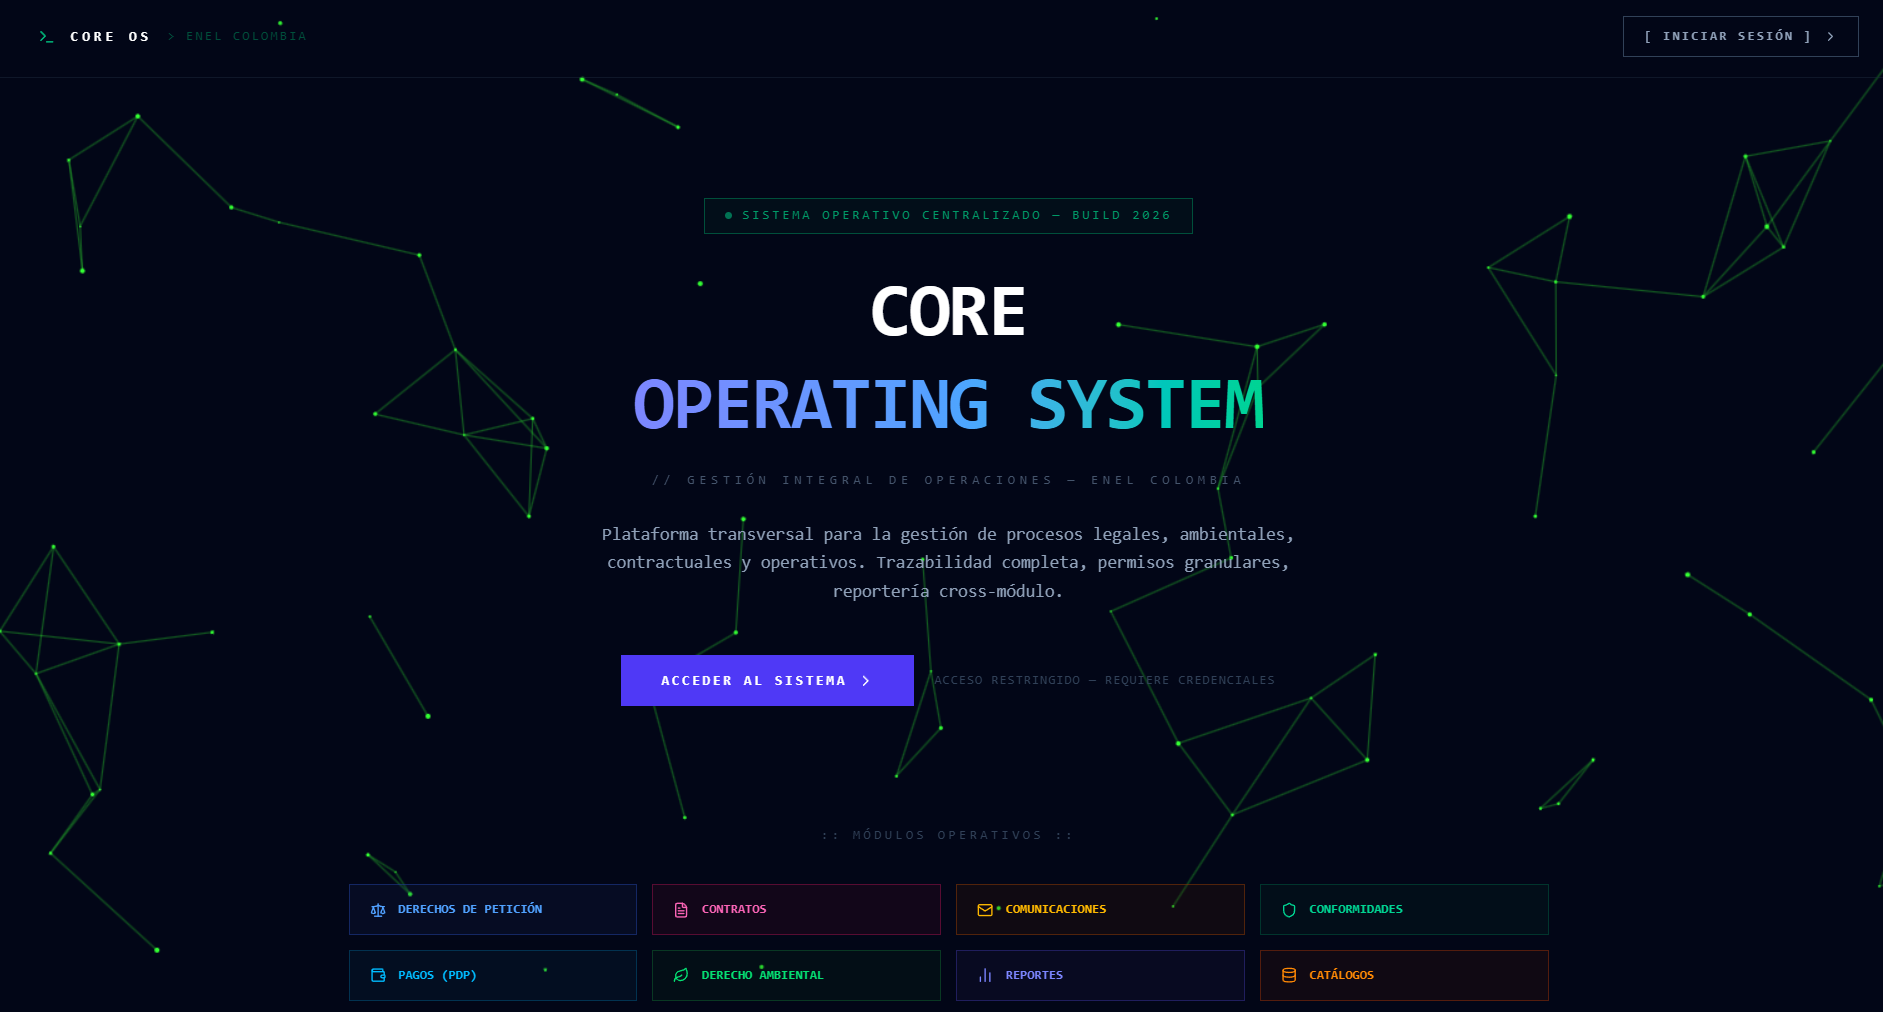 CORE OS > ENEL COLOMBIA
[ INICIAR SESIÓN ] >
SISTEMA OPERATIVO CENTRALIZADO — BUILD 2026
CORE
OPERATING SYSTEM
// GESTIÓN INTEGRAL DE OPERACIONES — ENEL COLOMBIA
Plataforma transversal para la gestión de procesos legales, ambientales,
contractuales y operativos. Trazabilidad completa, permisos granulares,
reportería cross-módulo.
ACCEDER AL SISTEMA >
ACCESO RESTRINGIDO — REQUIERE CREDENCIALES
:: MÓDULOS OPERATIVOS ::
DERECHOS DE PETICIÓN
CONTRATOS
COMUNICACIONES
CONFORMIDADES
PAGOS (PDP)
DERECHO AMBIENTAL
REPORTES
CATÁLOGOS